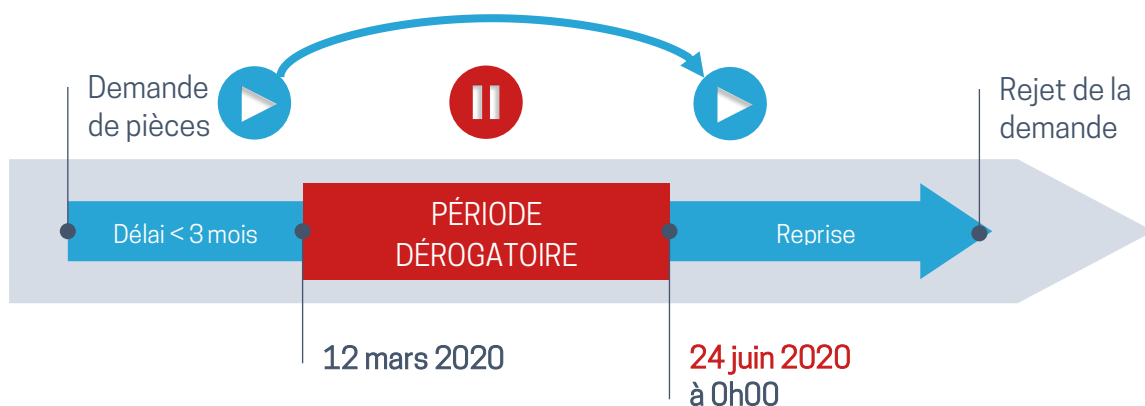 Demande
de pièces
Rejet de la
demande
Délai < 3 mois
PÉRIODE
DÉROGATOIRE
Reprise
12 mars 2020
24 juin 2020
à 0h00